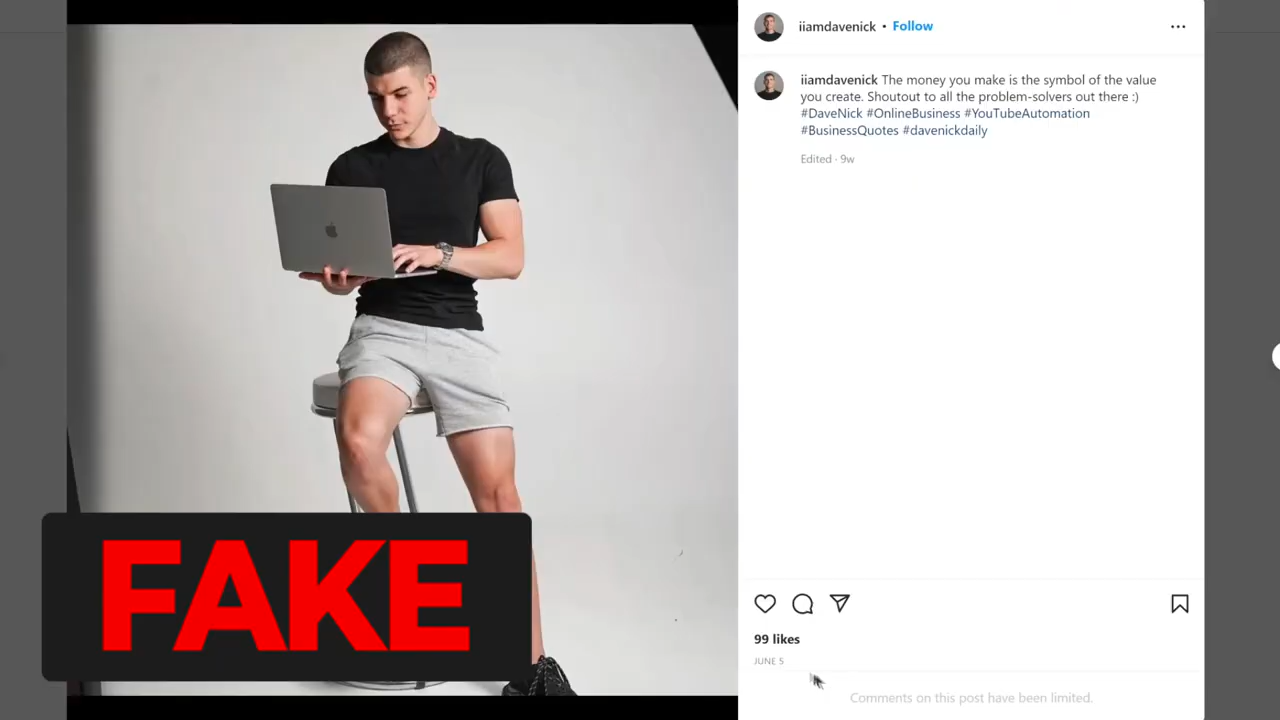 iiamdavenick • Follow
iiamdavenick The money you make is the symbol of the value
you create. Shoutout to all the problem-solvers out there :)
#DaveNick #OnlineBusiness #YouTubeAutomation
#BusinessQuotes #davenickdaily
Edited · 9w
FAKE
99 likes
JUNE 5
Comments on this post have been limited.